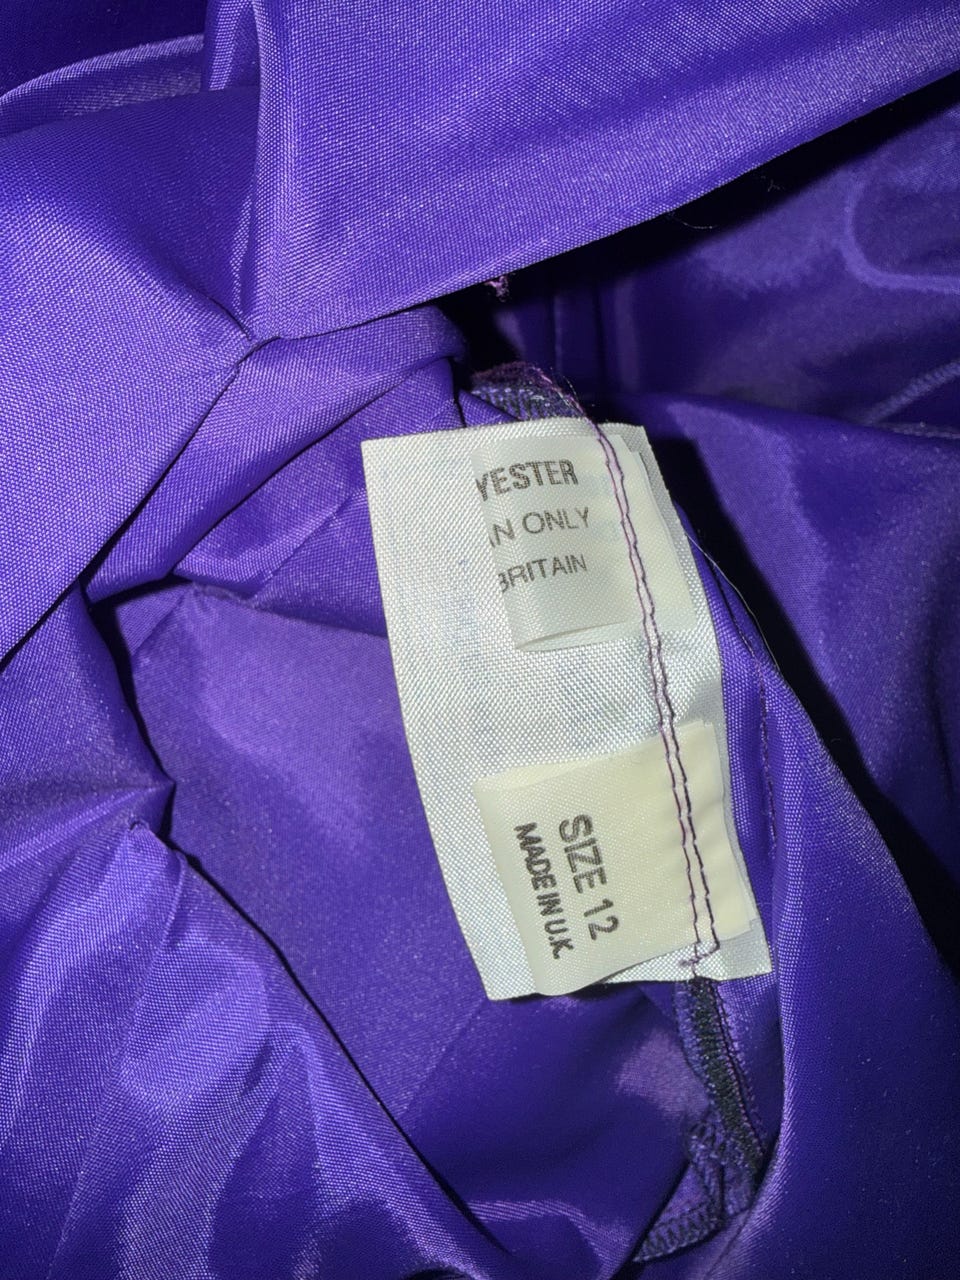 YESTER
N ONLY
BRITAIN
SIZE 12
MADE IN U.K.